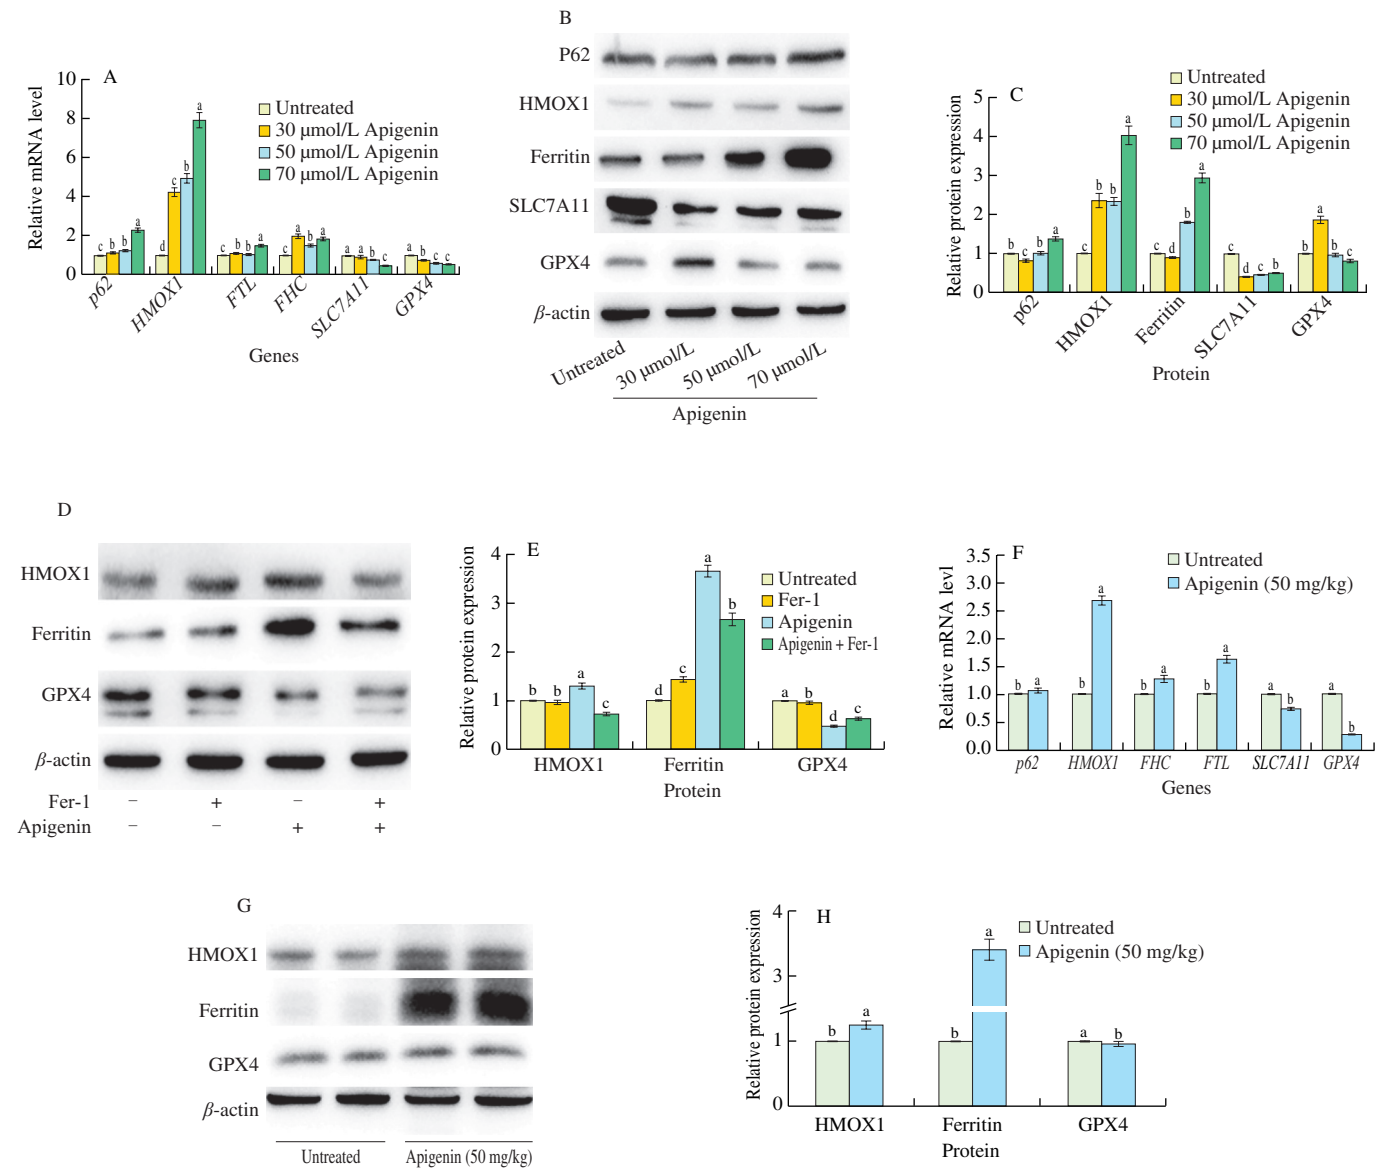 A
Relative mRNA level
10
8
6
4
2
0
Untreated
30 μmol/L Apigenin
50 μmol/L Apigenin
70 μmol/L Apigenin
c b b a
d c b a
c b b a
c a b a
a a b c
a b c c
p62 HMOX1 FTL FHC SLC7A11 GPX4
Genes
B
P62
HMOX1
Ferritin
SLC7A11
GPX4
β-actin
Untreated 30 μmol/L 50 μmol/L 70 μmol/L
Apigenin
C
Relative protein expression
5
4
3
2
1
0
Untreated
30 μmol/L Apigenin
50 μmol/L Apigenin
70 μmol/L Apigenin
b c b a
c b b a
c d b a
c d c b
b a b c
p62 HMOX1 Ferritin SLC7A11 GPX4
Protein
D
HMOX1
Ferritin
GPX4
β-actin
Fer-1 − + − +
Apigenin − − + +
E
Relative protein expression
4
3
2
1
0
Untreated
Fer-1
Apigenin
Apigenin + Fer-1
b b a c
d c a b
a a d c
HMOX1 Ferritin GPX4
Protein
F
Relative mRNA levl
3.5
3.0
2.5
2.0
1.5
1.0
0.5
0.0
Untreated
Apigenin (50 mg/kg)
b a
b a
b a
b a
a b
a b
p62 HMOX1 FHC FTL SLC7A11 GPX4
Genes
G
HMOX1
Ferritin
GPX4
β-actin
Untreated Apigenin (50 mg/kg)
H
Relative protein expression
4
3
1
0
Untreated
Apigenin (50 mg/kg)
b a
b a
a b
HMOX1 Ferritin GPX4
Protein